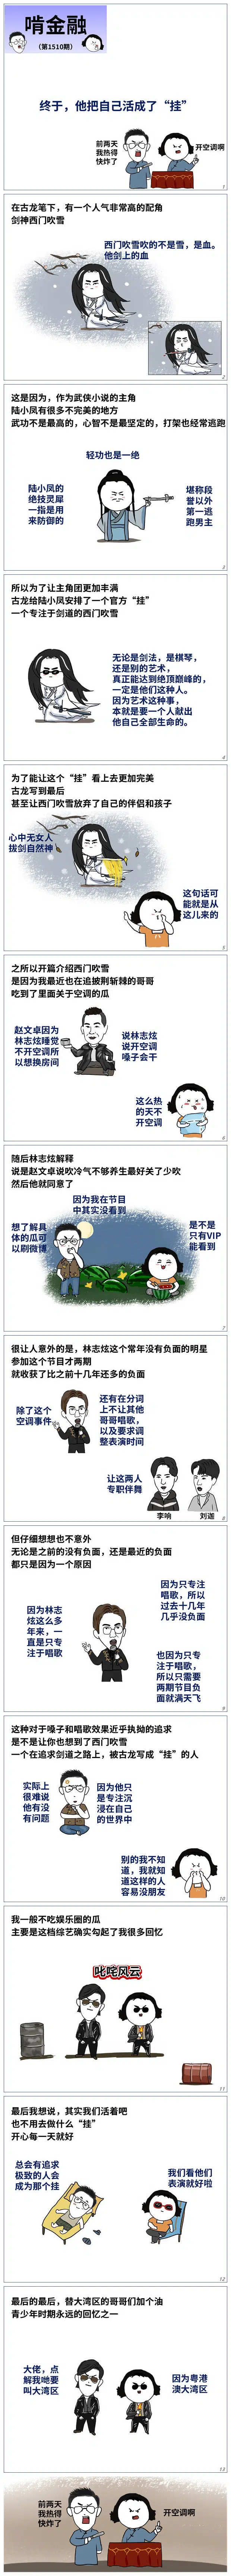 啃金融
（第1510期）
终于，他把自己活成了“挂”
前两天
我热得
快炸了
开空调啊
1
在古龙笔下，有一个人气非常高的配角
剑神西门吹雪
西门吹雪吹的不是雪，是血。
他剑上的血
2
这是因为，作为武侠小说的主角
陆小凤有很多不完美的地方
武功不是最高的，心智不是最坚定的，打架也经常逃跑
轻功也是一绝
陆小凤的
绝技灵犀
一指是用
来防御的
堪称段
誉以外
第一逃
跑男主
3
所以为了让主角团更加丰满
古龙给陆小凤安排了一个官方“挂”
一个专注于剑道的西门吹雪
无论是剑法，是棋琴，
还是别的艺术，
真正能达到绝顶巅峰的，
一定是他们这种人。
因为艺术这种事，
本就是要一个人献出
他自己全部生命的。
4
为了能让这个“挂”看上去更加完美
古龙写到最后
甚至让西门吹雪放弃了自己的伴侣和孩子
心中无女人
拔剑自然神
这句话可
能就是从
这儿来的
5
之所以开篇介绍西门吹雪
是因为我最近也在追披荆斩棘的哥哥
吃到了里面关于空调的瓜
赵文卓因为
林志炫睡觉
不开空调所
以想换房间
说林志炫
说开空调
嗓子会干
这么热
的天不
开空调
6
随后林志炫解释
说是赵文卓说吹冷气不够养生最好关了少吹
然后他就同意了
因为我在节目
中其实没看到
想了解具
体的瓜可
以刷微博
是不是
只有VIP
能看到
7
很让人意外的是，林志炫这个常年没有负面的明星
参加这个节目才两期
就收获了比之前十几年还多的负面
除了这个
空调事件
还有在分词
上不让其他
哥哥唱歌，
以及要求调
整表演时间
让这两人
专职伴舞
李响
刘迦
8
但仔细想想也不意外
无论是之前的没有负面，还是最近的负面
都只是因为一个原因
因为只专注
唱歌，所以
过去十几年
几乎没负面
因为林志
炫这么多
年来，一
直是只专
注于唱歌
也因为只专
注于唱歌，
所以只需要
两期节目负
面就满天飞
9
这种对于嗓子和唱歌效果近乎执拗的追求
是不是让你也想到了西门吹雪
一个在追求剑道之路上，被古龙写成“挂”的人
实际上
很难说
他有没
有问题
因为他只
是专注沉
浸在自己
的世界中
别的我不知
道，我就知
道这样的人
容易没朋友
10
我一般不吃娱乐圈的瓜
主要是这档综艺确实勾起了我很多回忆
叱咤风云
11
最后我想说，其实我们活着吧
也不用去做什么“挂”
开心每一天就好
总会有追求
极致的人会
成为那个挂
我们看他们
表演就好啦
12
最后的最后，替大湾区的哥哥们加个油
青少年时期永远的回忆之一
大佬，点
解我哋要
叫大湾区
因为粤港
澳大湾区
13
前两天
我热得
快炸了
开空调啊